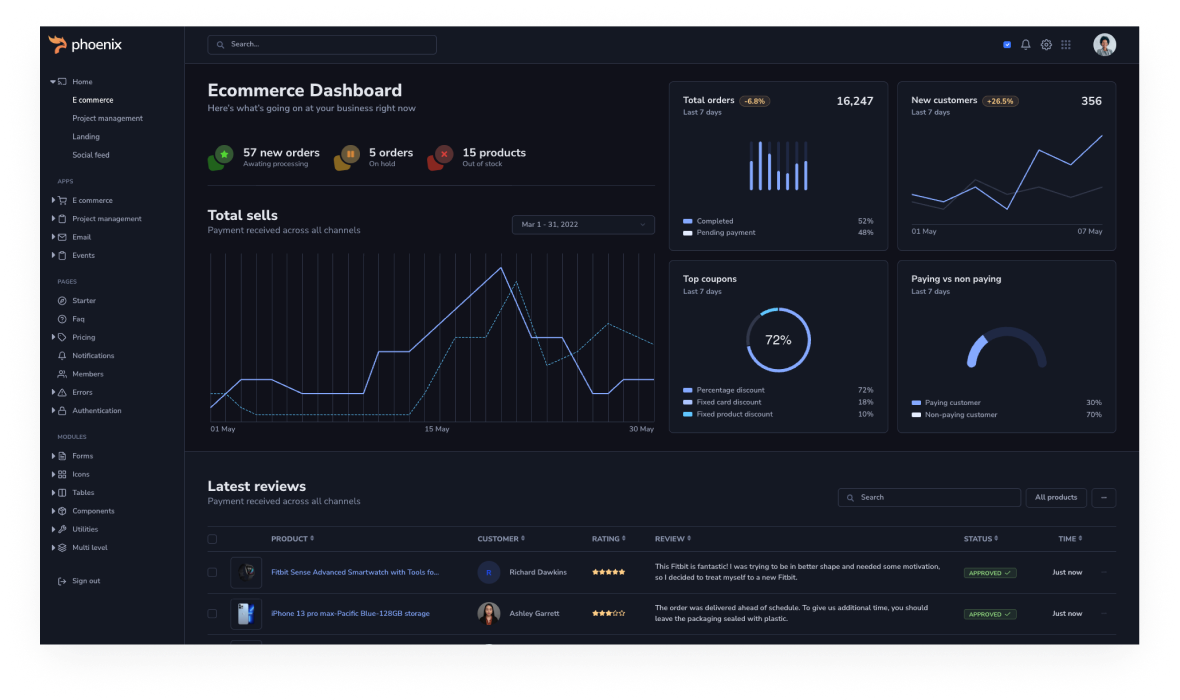 phoenix
Search...
Home
E commerce
Project management
Landing
Social feed
APPS
E commerce
Project management
Email
Events
PAGES
Starter
Faq
Pricing
Notifications
Members
Errors
Authentication
MODULES
Forms
Icons
Tables
Components
Utilities
Multi level
Sign out
Ecommerce Dashboard
Here's what's going on at your business right now
57 new orders
Awating processing
5 orders
On hold
15 products
Out of stock
Total sells
Payment received across all channels
Mar 1 - 31, 2022
01 May 15 May 30 May
Total orders -6.8% 16,247
Last 7 days
Completed 52%
Pending payment 48%
New customers +26.5% 356
Last 7 days
01 May 07 May
Top coupons
Last 7 days
72%
Percentage discount 72%
Fixed card discount 18%
Fixed product discount 10%
Paying vs non paying
Last 7 days
Paying customer 30%
Non-paying customer 70%
Latest reviews
Payment received across all channels
Search
All products
PRODUCT CUSTOMER RATING REVIEW STATUS TIME
Fitbit Sense Advanced Smartwatch with Tools fo... R Richard Dawkins
This Fitbit is fantastic! I was trying to be in better shape and needed some motivation,
so I decided to treat myself to a new Fitbit.
APPROVED Just now
iPhone 13 pro max-Pacific Blue-128GB storage Ashley Garrett
The order was delivered ahead of schedule. To give us additional time, you should
leave the packaging sealed with plastic.
APPROVED Just now